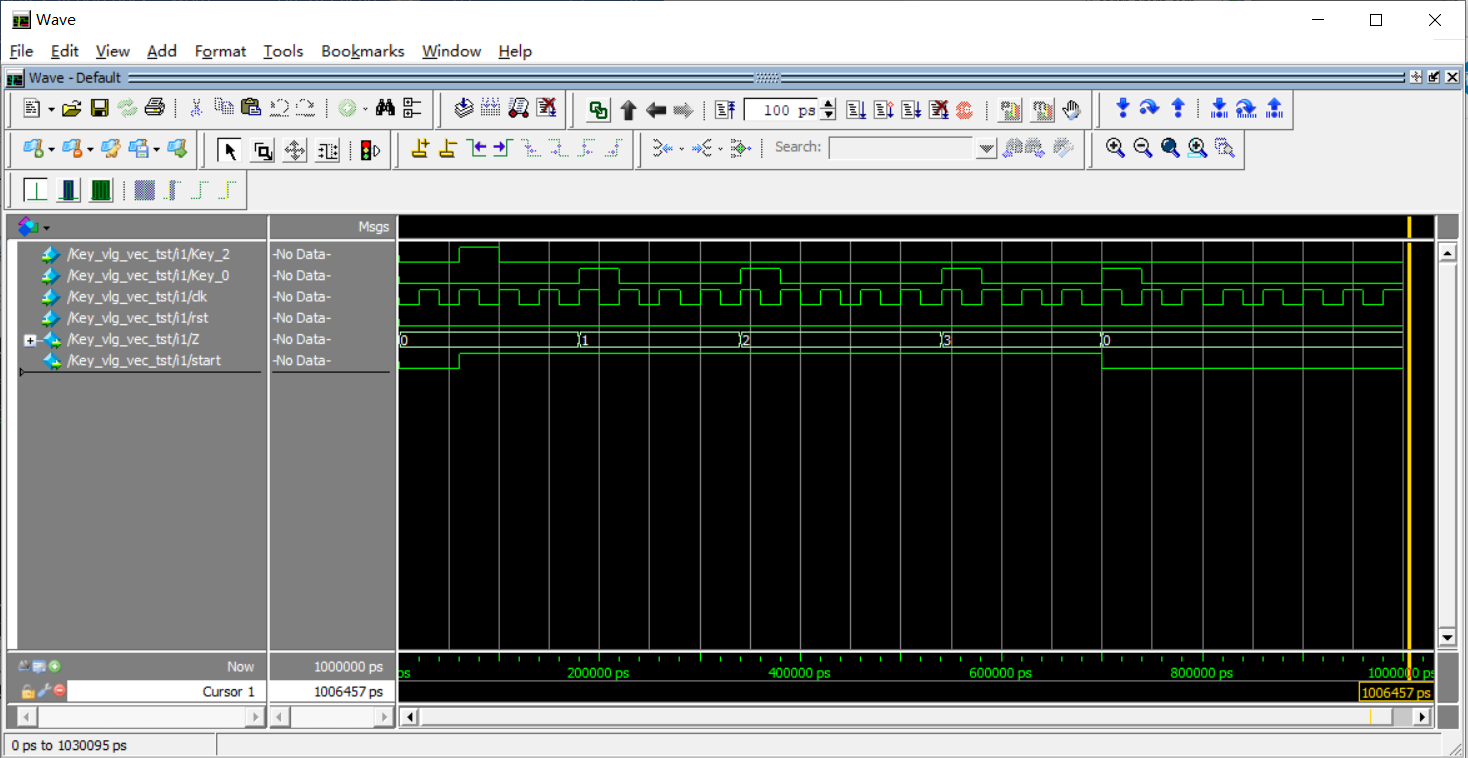 Wave
File Edit View Add Format Tools Bookmarks Window Help
Wave - Default
100 ps
Search:
Msgs
/Key_vlg_vec_tst/i1/Key_2 -No Data-
/Key_vlg_vec_tst/i1/Key_0 -No Data-
/Key_vlg_vec_tst/i1/clk -No Data-
/Key_vlg_vec_tst/i1/rst -No Data-
/Key_vlg_vec_tst/i1/Z -No Data- 0 1 2 3 0
/Key_vlg_vec_tst/i1/start -No Data-
Now 1000000 ps ps 200000 ps 400000 ps 600000 ps 800000 ps 1000000 ps
Cursor 1 1006457 ps 1006457 ps
0 ps to 1030095 ps